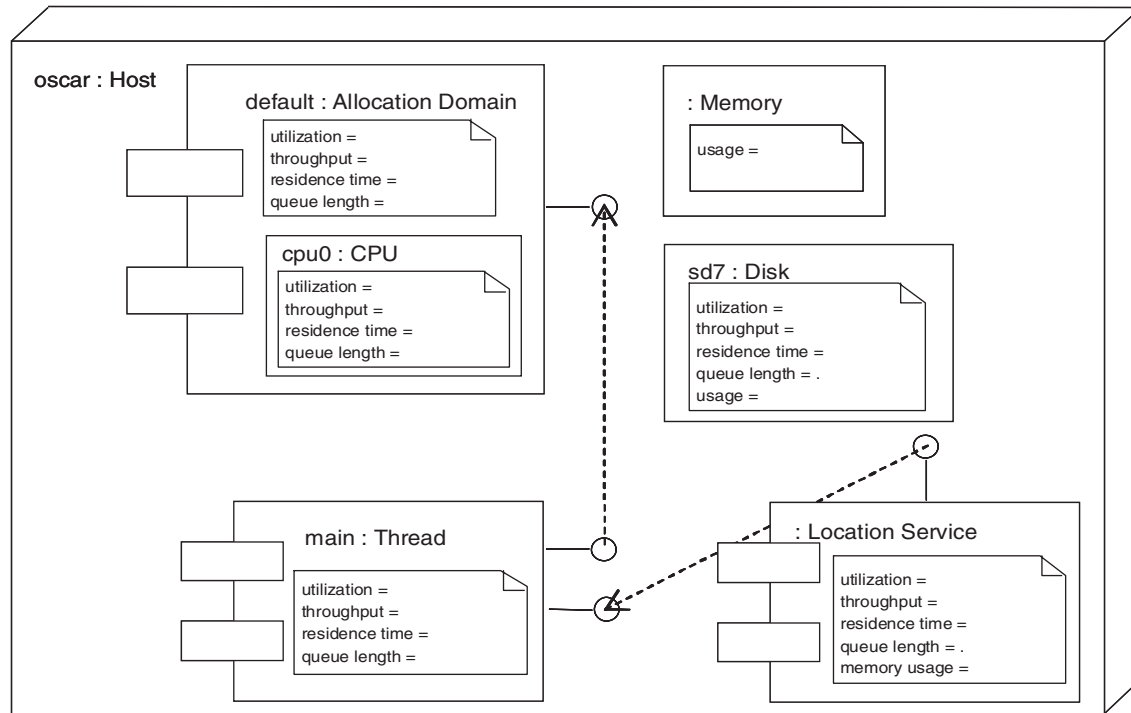 oscar : Host
default : Allocation Domain
utilization =
throughput =
residence time =
queue length =
cpu0 : CPU
utilization =
throughput =
residence time =
queue length =
: Memory
usage =
sd7 : Disk
utilization =
throughput =
residence time =
queue length = .
usage =
main : Thread
utilization =
throughput =
residence time =
queue length =
: Location Service
utilization =
throughput =
residence time =
queue length = .
memory usage =